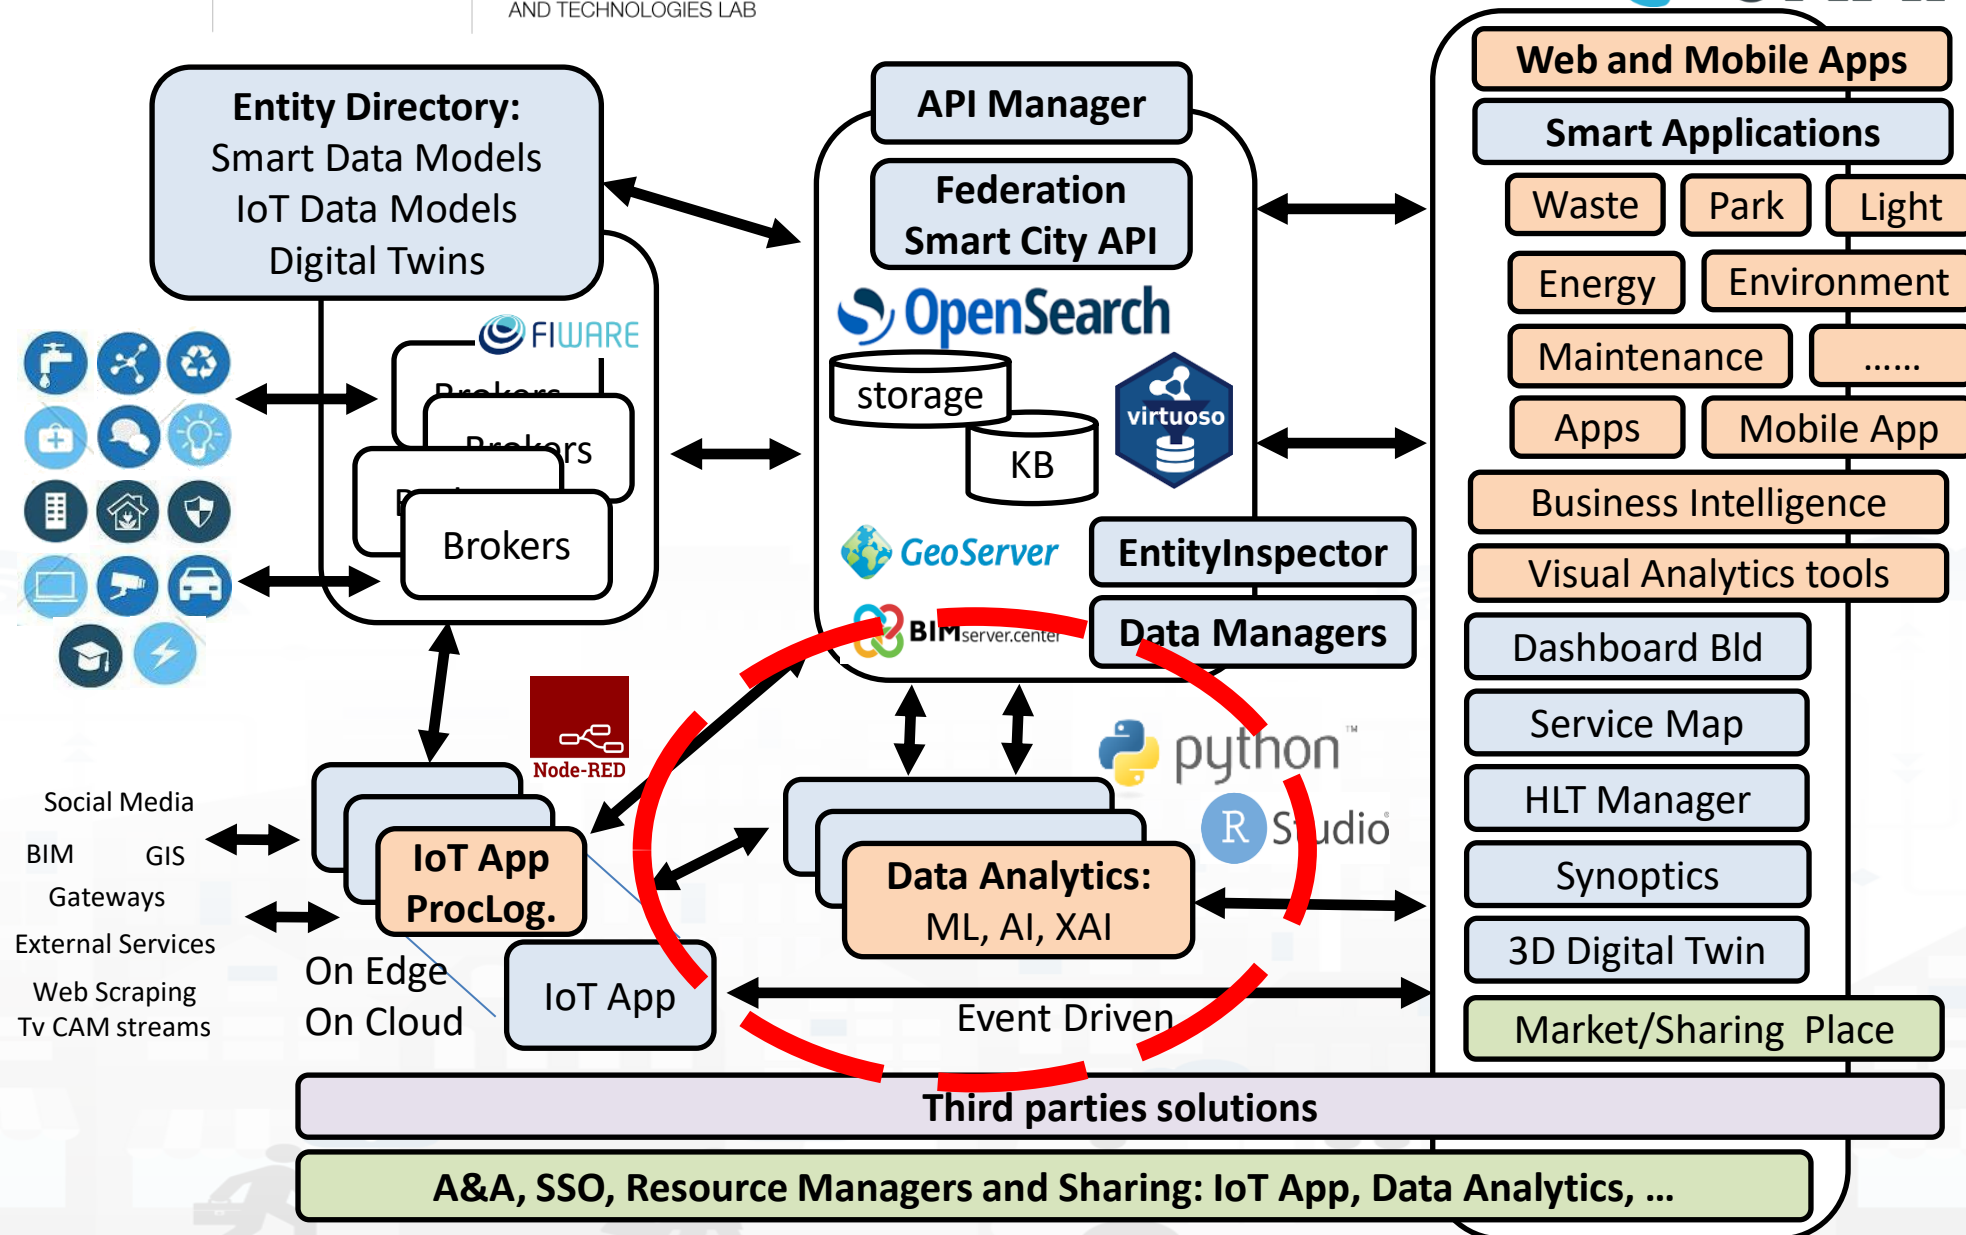 AND TECHNOLOGIES LAB
Entity Directory:
Smart Data Models
IoT Data Models
Digital Twins
FIWARE
Brokers
Brokers
Brokers
API Manager
Federation
Smart City API
OpenSearch
storage
KB
virtuoso
GeoServer
EntityInspector
BIMserver.center
Data Managers
Node-RED
python™
R Studio®
Social Media
BIM GIS
Gateways
External Services
Web Scraping
Tv CAM streams
IoT App
ProcLog.
On Edge
On Cloud
IoT App
Data Analytics:
ML, AI, XAI
Event Driven
Web and Mobile Apps
Smart Applications
Waste Park Light
Energy Environment
Maintenance ......
Apps Mobile App
Business Intelligence
Visual Analytics tools
Dashboard Bld
Service Map
HLT Manager
Synoptics
3D Digital Twin
Market/Sharing Place
Third parties solutions
A&A, SSO, Resource Managers and Sharing: IoT App, Data Analytics, ...